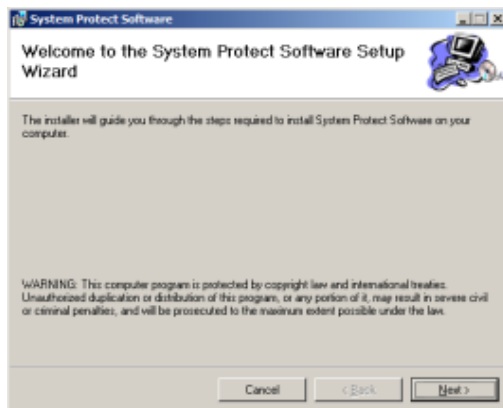 System Protect Software
Welcome to the System Protect Software Setup
Wizard
The installer will guide you through the steps required to install System Protect Software on your
computer.
WARNING: This computer program is protected by copyright law and international treaties.
Unauthorized duplication or distribution of this program, or any portion of it, may result in severe civil
or criminal penalties, and will be prosecuted to the maximum extent possible under the law.
Cancel < Back Next >